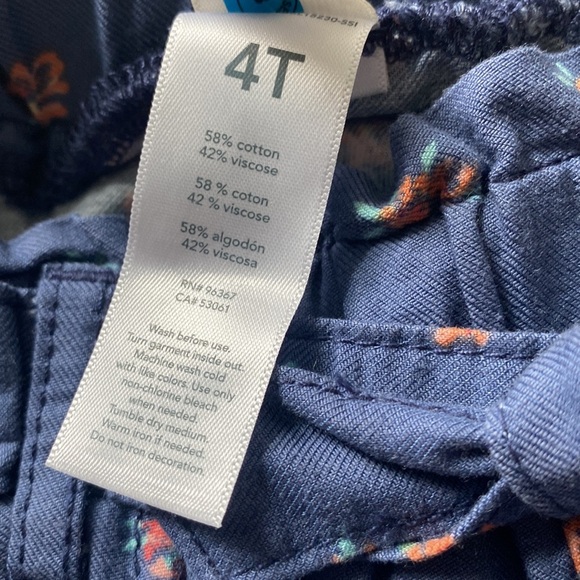 4T
58% cotton
42% viscose
58 % coton
42 % viscose
58% algodón
42% viscosa
RN# 96367
CA# 53061
Wash before use.
Turn garment inside out.
Machine wash cold
with like colors. Use only
non-chlorine bleach
when needed.
Tumble dry medium.
Warm iron if needed.
Do not iron decoration.